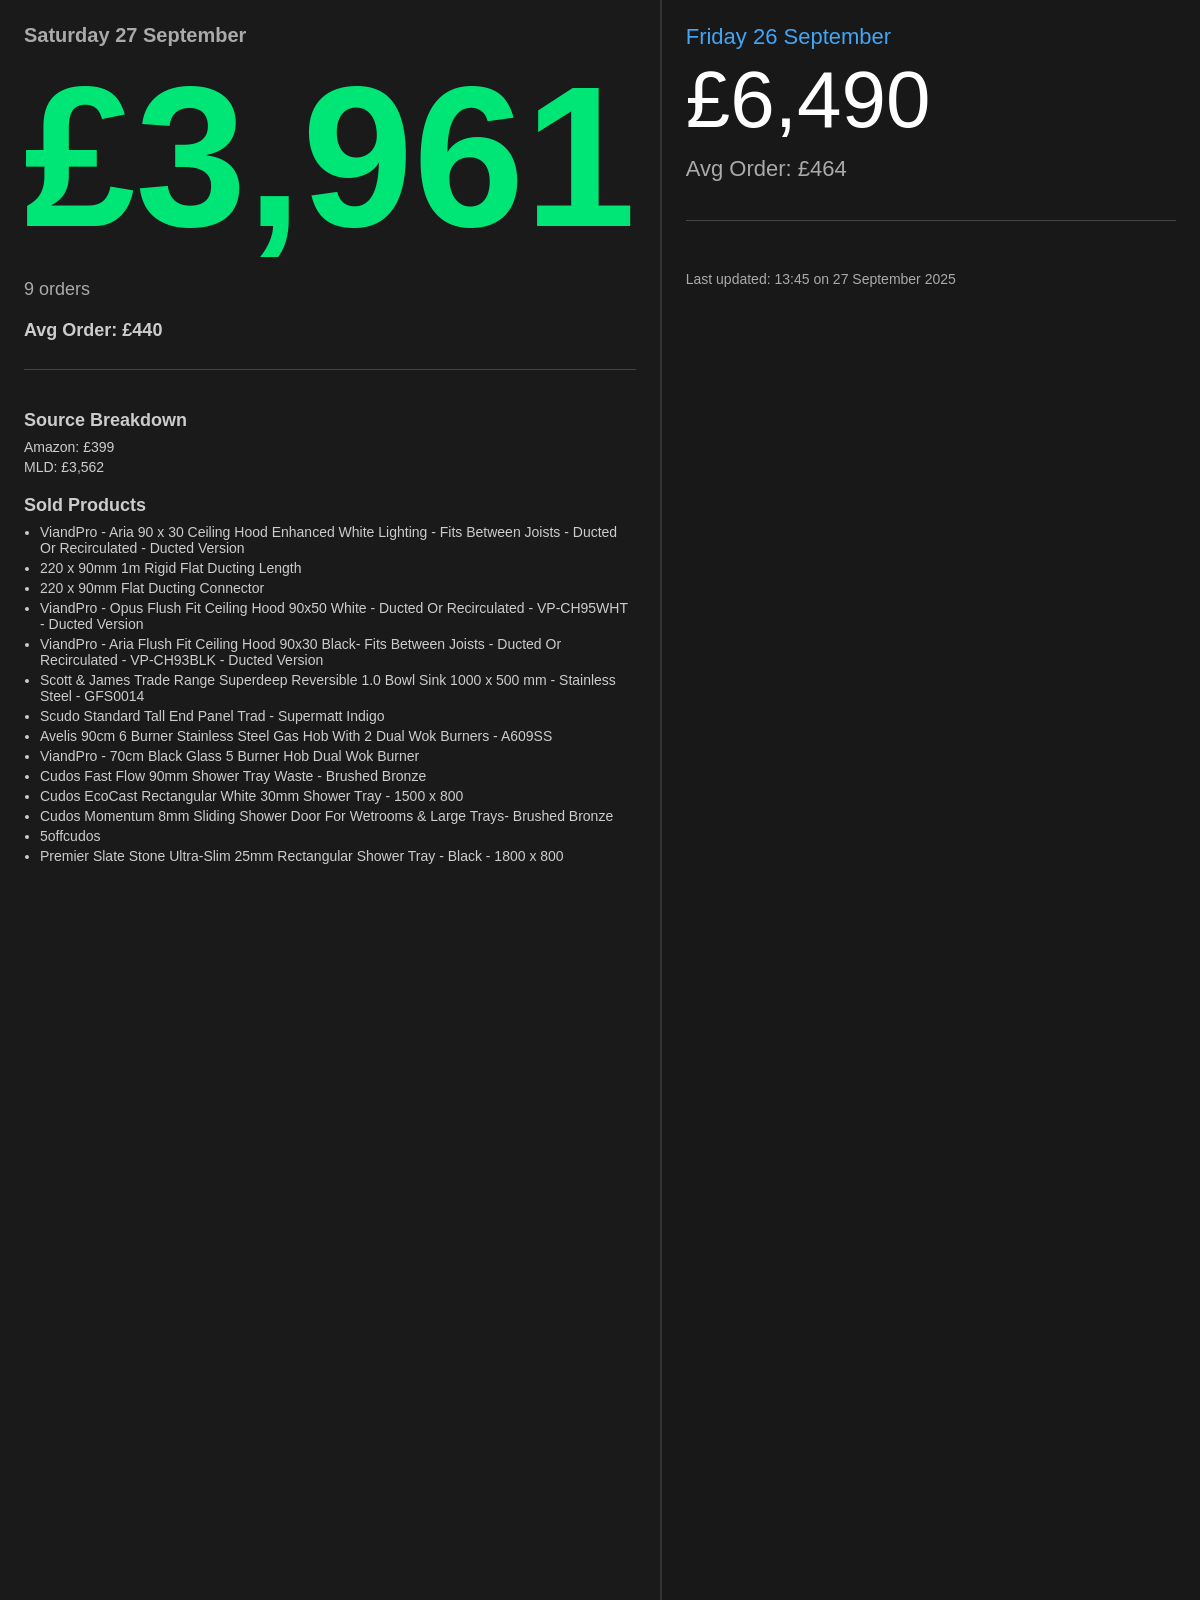 Saturday 27 September
£3,961
9 orders
Avg Order: £440
Source Breakdown
Amazon: £399
MLD: £3,562
Sold Products
• ViandPro - Aria 90 x 30 Ceiling Hood Enhanced White Lighting - Fits Between Joists - Ducted
Or Recirculated - Ducted Version
• 220 x 90mm 1m Rigid Flat Ducting Length
• 220 x 90mm Flat Ducting Connector
• ViandPro - Opus Flush Fit Ceiling Hood 90x50 White - Ducted Or Recirculated - VP-CH95WHT
- Ducted Version
• ViandPro - Aria Flush Fit Ceiling Hood 90x30 Black- Fits Between Joists - Ducted Or
Recirculated - VP-CH93BLK - Ducted Version
• Scott & James Trade Range Superdeep Reversible 1.0 Bowl Sink 1000 x 500 mm - Stainless
Steel - GFS0014
• Scudo Standard Tall End Panel Trad - Supermatt Indigo
• Avelis 90cm 6 Burner Stainless Steel Gas Hob With 2 Dual Wok Burners - A609SS
• ViandPro - 70cm Black Glass 5 Burner Hob Dual Wok Burner
• Cudos Fast Flow 90mm Shower Tray Waste - Brushed Bronze
• Cudos EcoCast Rectangular White 30mm Shower Tray - 1500 x 800
• Cudos Momentum 8mm Sliding Shower Door For Wetrooms & Large Trays- Brushed Bronze
• 5offcudos
• Premier Slate Stone Ultra-Slim 25mm Rectangular Shower Tray - Black - 1800 x 800
Friday 26 September
£6,490
Avg Order: £464
Last updated: 13:45 on 27 September 2025